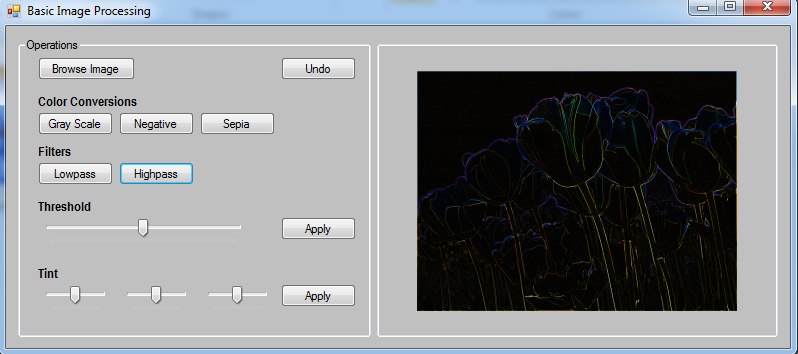 Basic Image Processing
Operations
Browse Image Undo
Color Conversions
Gray Scale Negative Sepia
Filters
Lowpass Highpass
Threshold
Apply
Tint
Apply